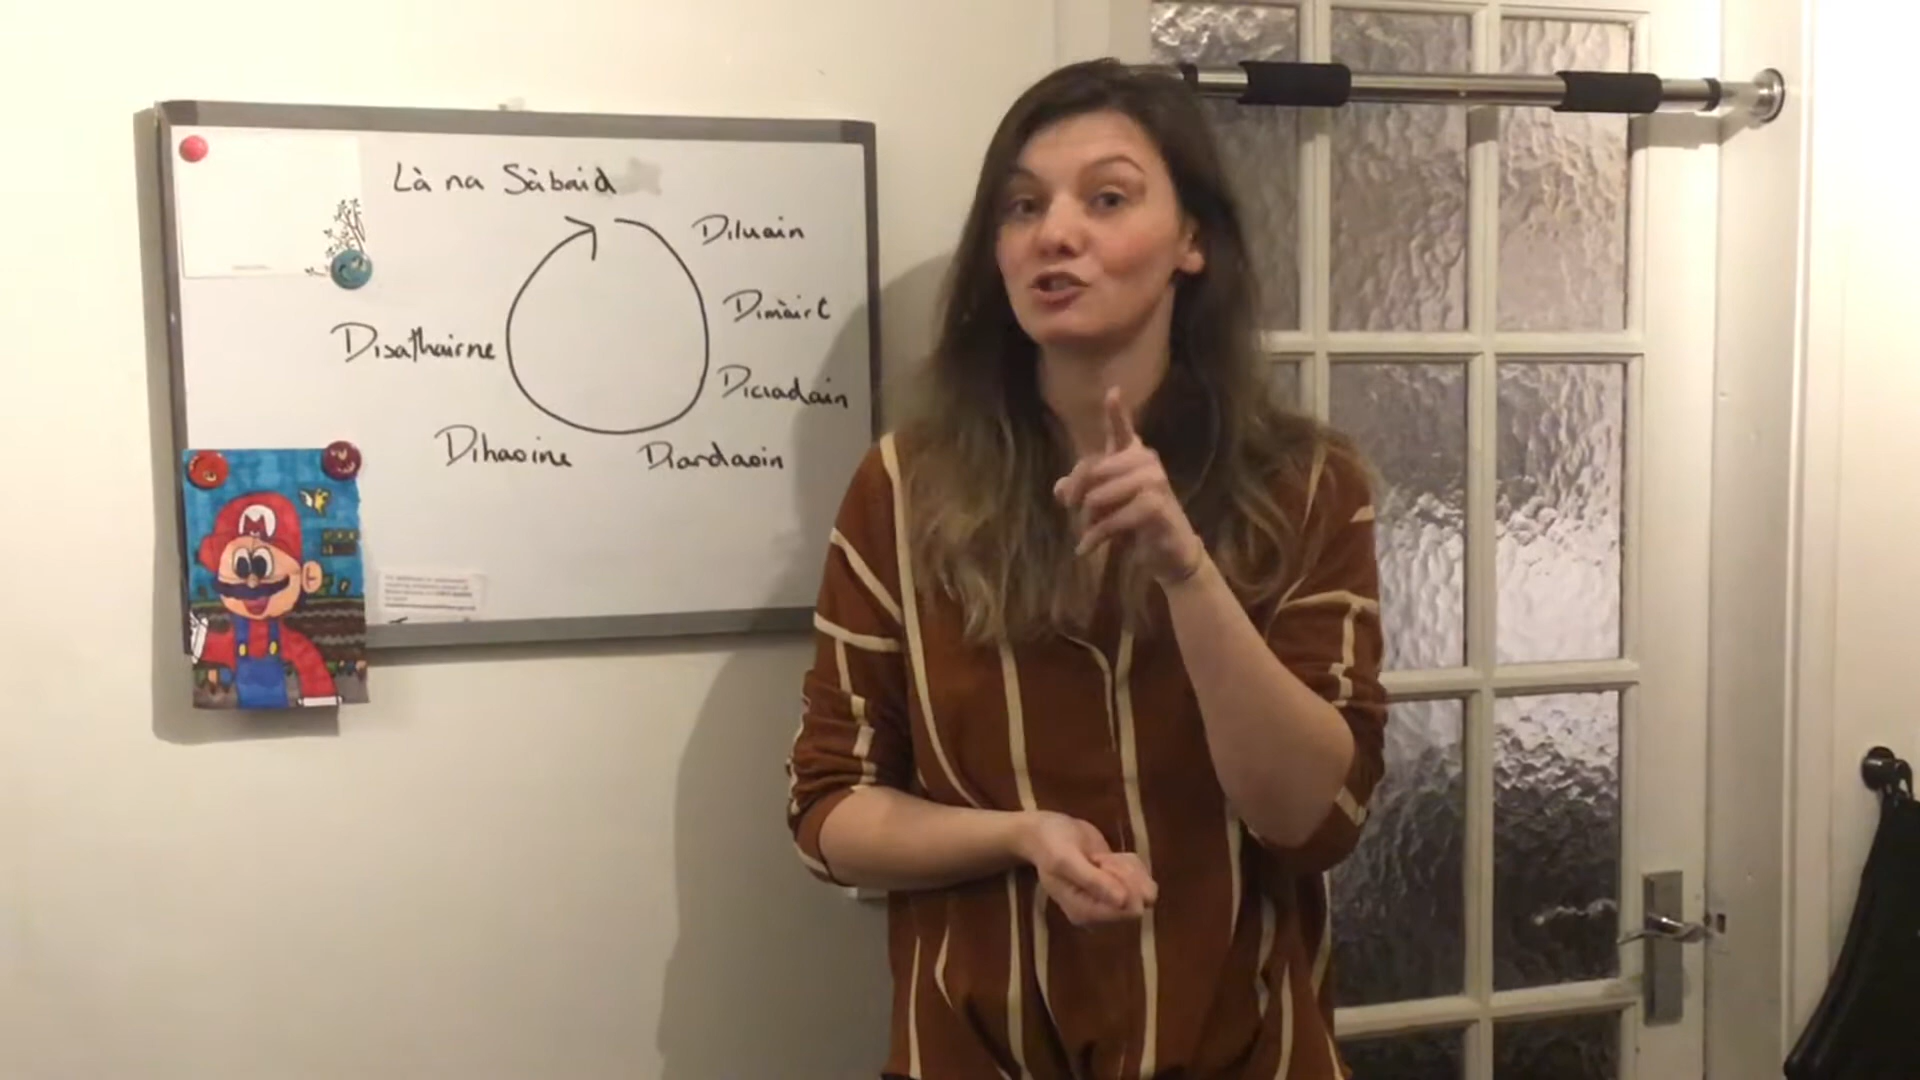 Là na Sàbaid
Diluain
Dimàirt
Diciadain
Diardaoin
Dihaoine
Disathairne
M